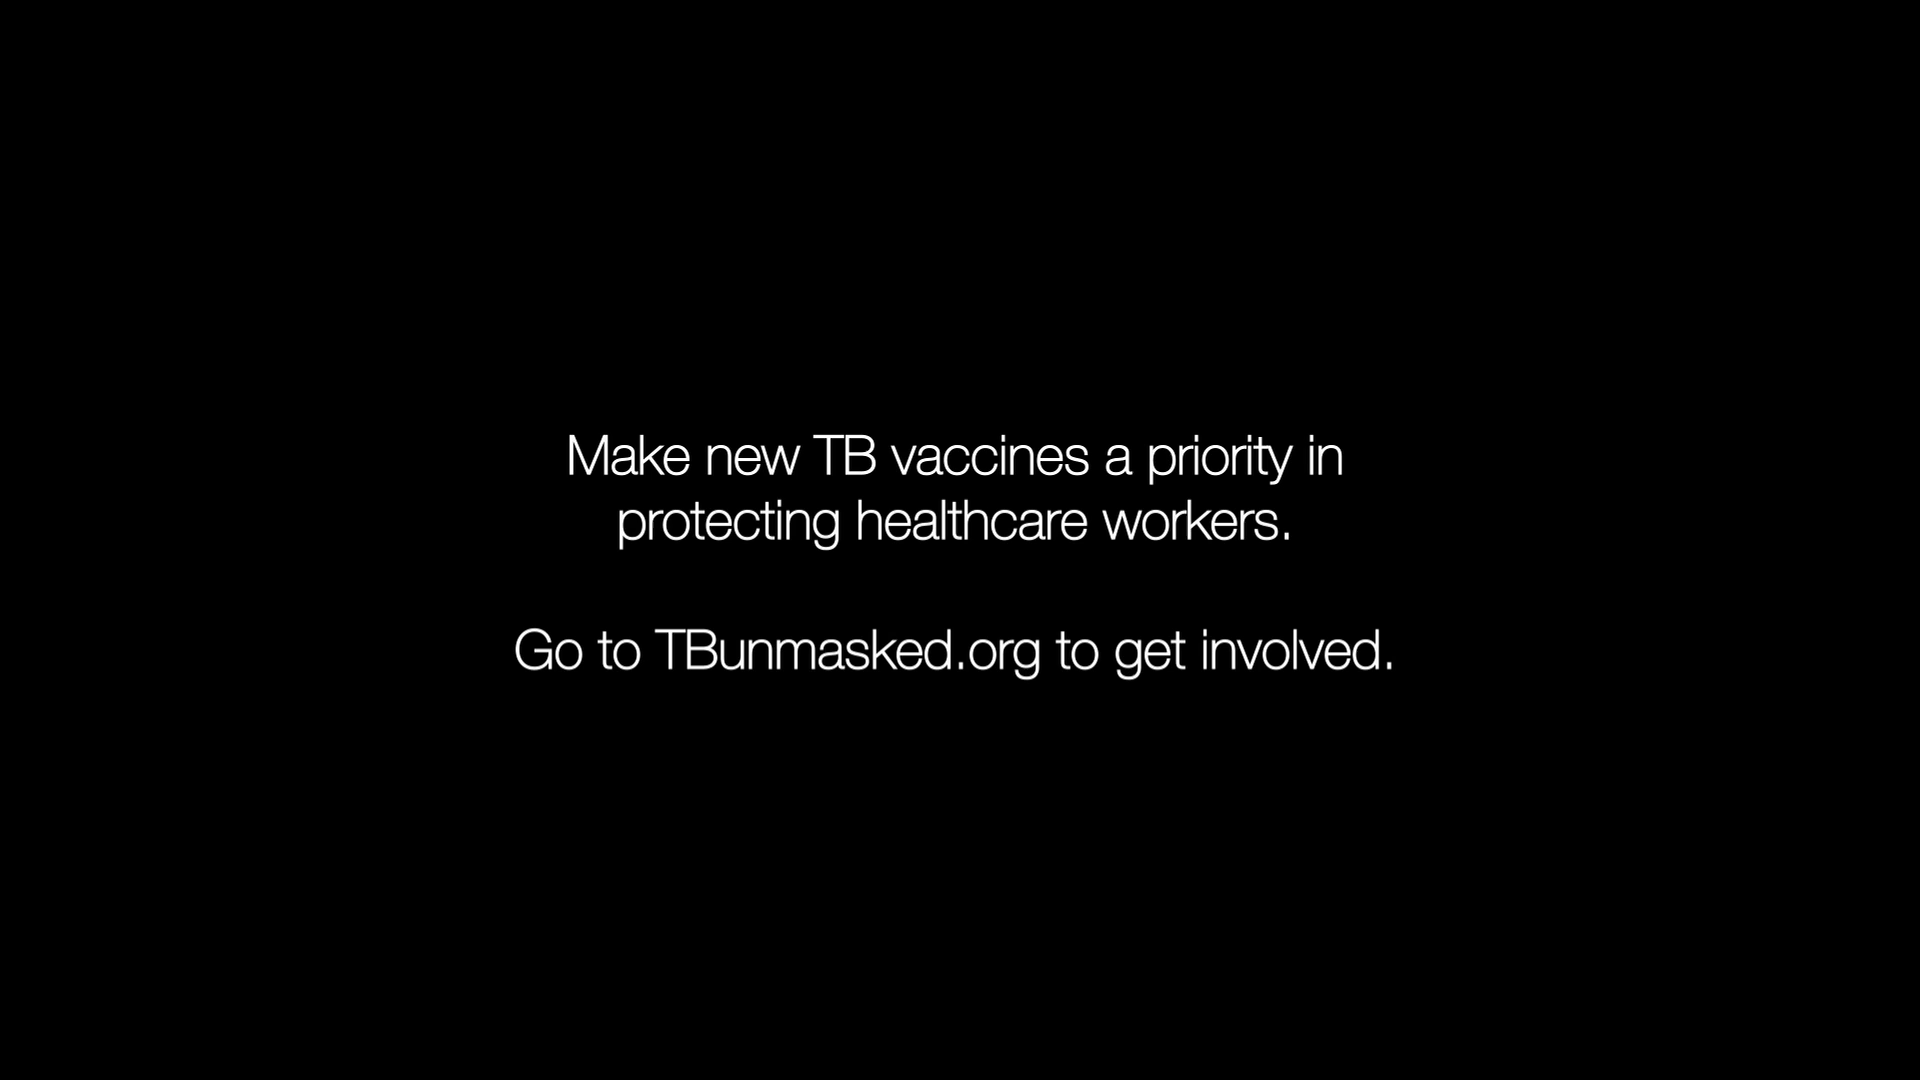 Make new TB vaccines a priority in
protecting healthcare workers.
Go to TBunmasked.org to get involved.